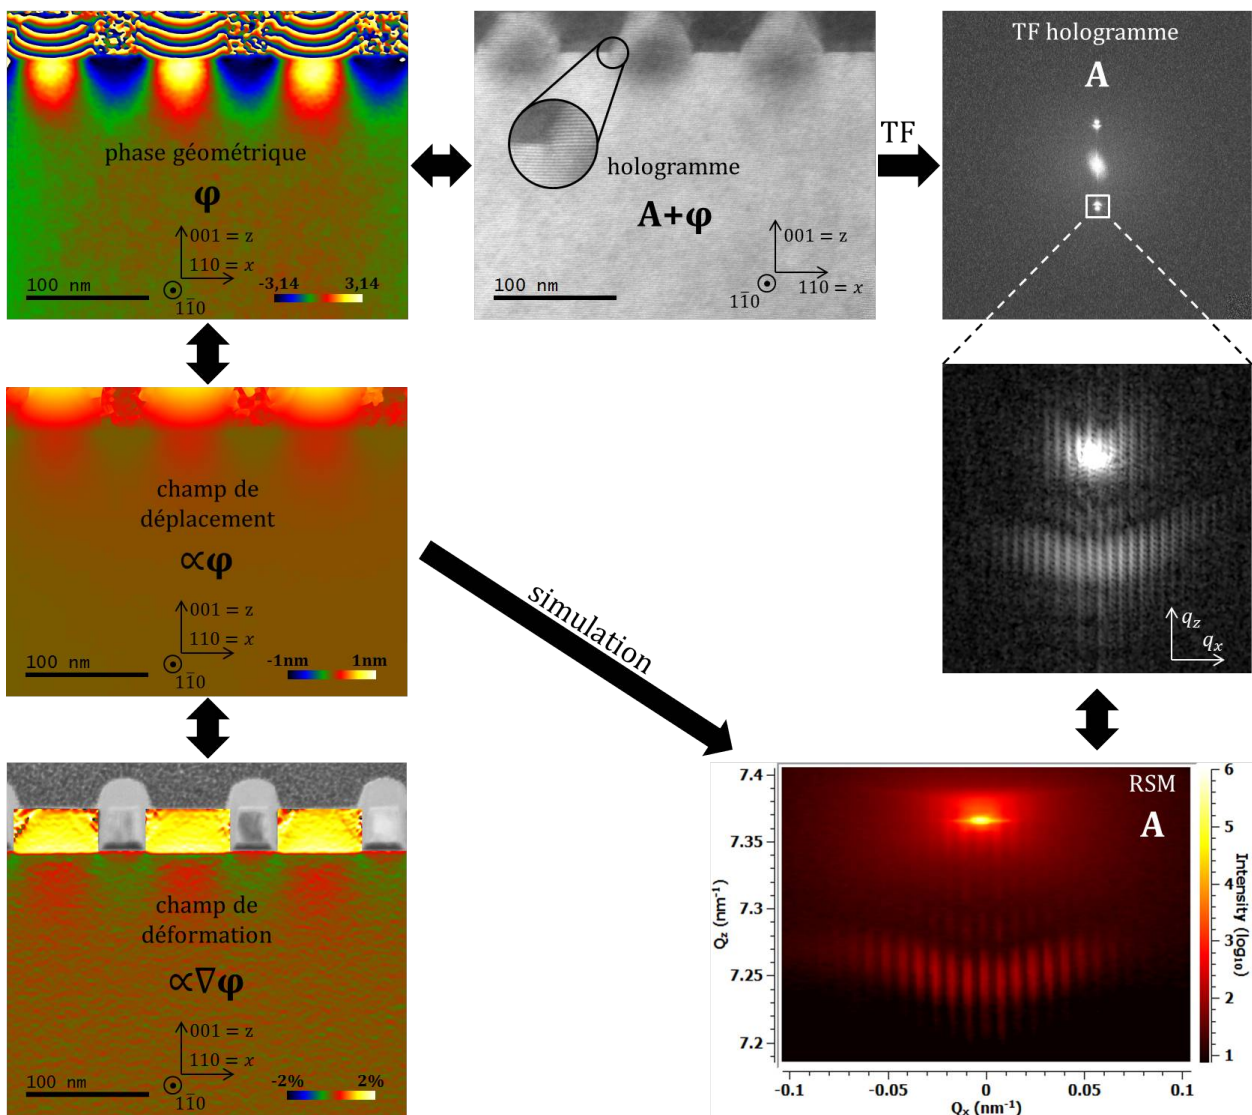 phase géométrique
φ
001 = z
110 = x
11̄0
100 nm
-3,14 3,14
hologramme
A+φ
001 = z
11̄0 110 = x
100 nm
TF
TF hologramme
A
champ de
déplacement
∝φ
001 = z
110 = x
11̄0
100 nm
-1nm 1nm
simulation
q_z
q_x
champ de
déformation
∝∇φ
001 = z
110 = x
11̄0
100 nm
-2% 2%
RSM
A
7.4
7.35
7.3
7.25
7.2
Q_z (nm⁻¹)
-0.1 -0.05 0 0.05 0.1
Q_x (nm⁻¹)
6
5
4
3
2
1
Intensity (log₁₀)